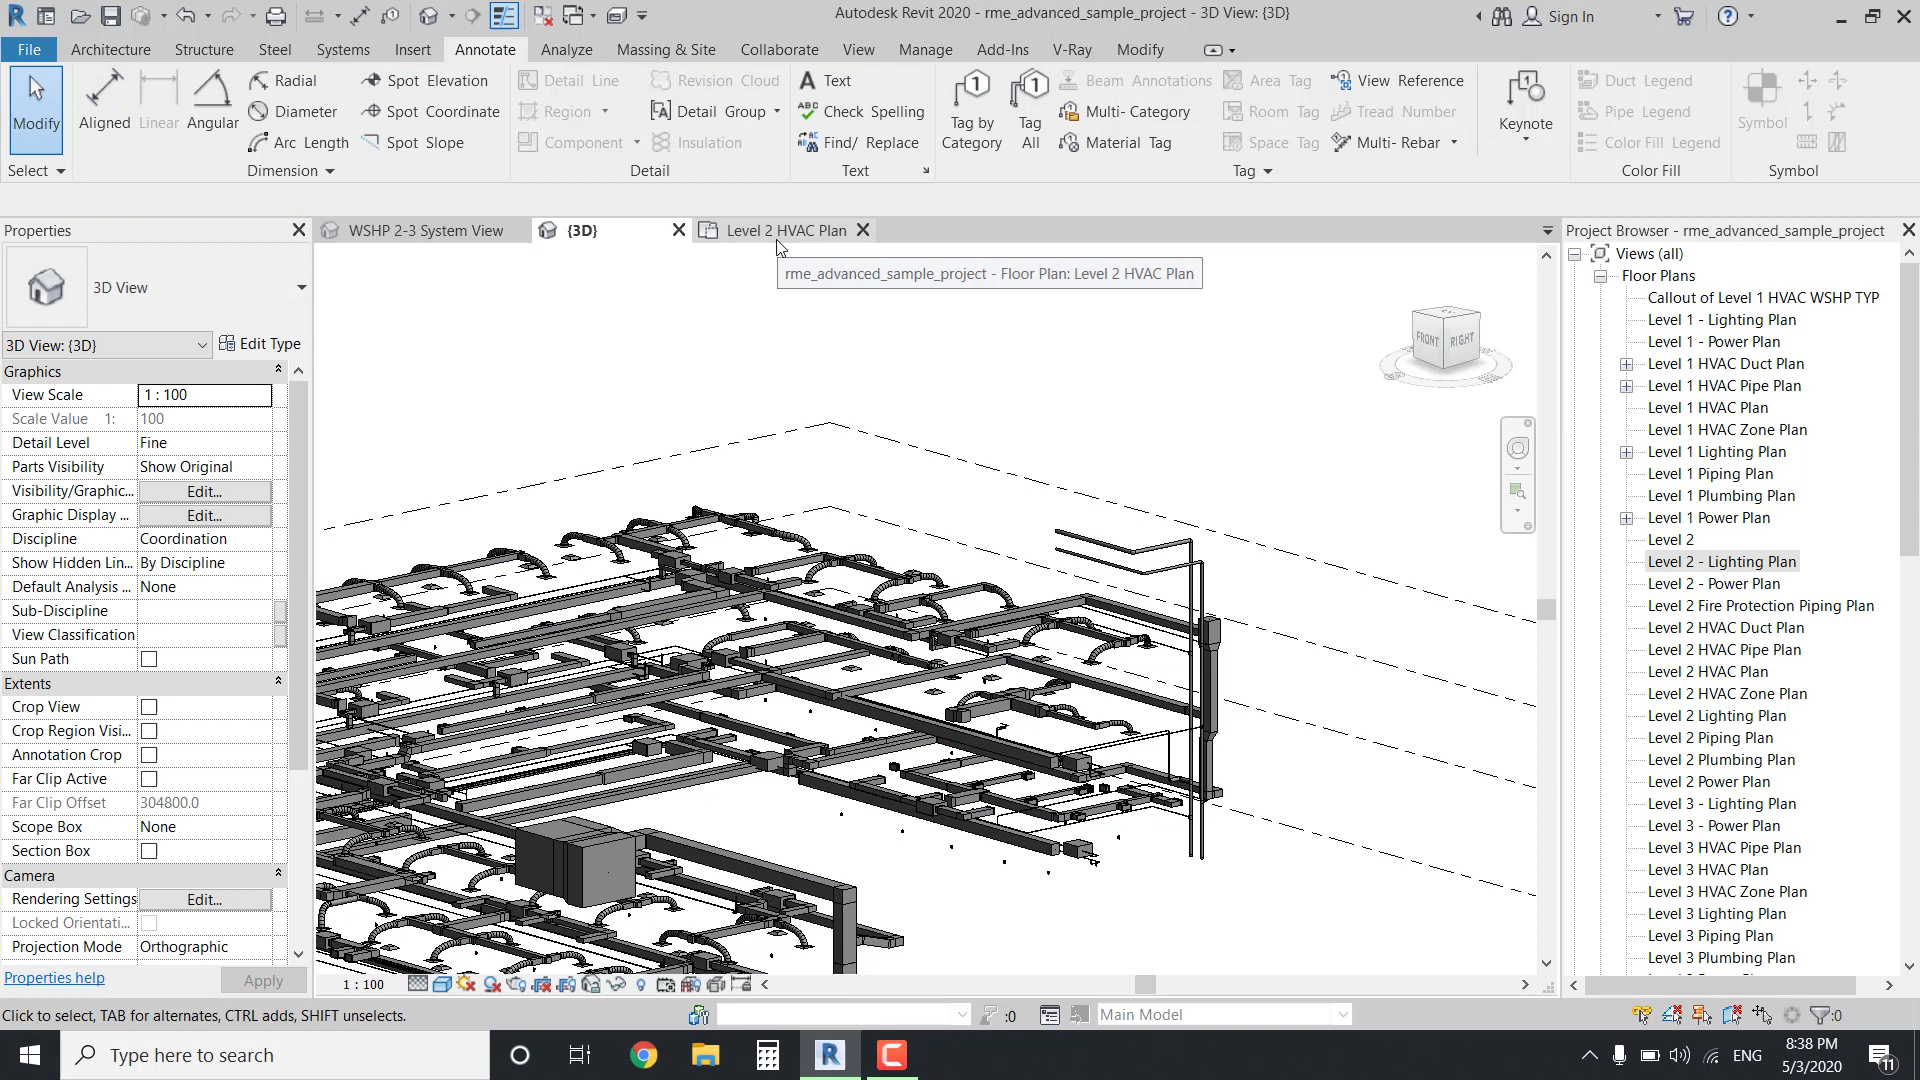 Autodesk Revit 2020 - rme_advanced_sample_project - 3D View: {3D}
Sign In
File Architecture Structure Steel Systems Insert Annotate Analyze Massing & Site Collaborate View Manage Add-Ins V-Ray Modify
Modify
Select
Aligned
Linear
Angular
Radial
Diameter
Arc Length
Spot Elevation
Spot Coordinate
Spot Slope
Dimension
Detail Line
Region
Component
Revision Cloud
Detail Group
Insulation
Detail
Text
Check Spelling
Find/ Replace
Text
Tag by
Category
Tag
All
Beam Annotations
Multi- Category
Material Tag
Area Tag
Room Tag
Space Tag
View Reference
Tread Number
Multi- Rebar
Tag
Keynote
Duct Legend
Pipe Legend
Color Fill Legend
Color Fill
Symbol
Symbol
Properties
3D View
3D View: {3D}
Edit Type
Graphics
View Scale 1 : 100
Scale Value 1: 100
Detail Level Fine
Parts Visibility Show Original
Visibility/Graphic... Edit...
Graphic Display ... Edit...
Discipline Coordination
Show Hidden Lin... By Discipline
Default Analysis ... None
Sub-Discipline
View Classification
Sun Path
Extents
Crop View
Crop Region Visi...
Annotation Crop
Far Clip Active
Far Clip Offset 304800.0
Scope Box None
Section Box
Camera
Rendering Settings Edit...
Locked Orientati...
Projection Mode Orthographic
Properties help
Apply
WSHP 2-3 System View
{3D}
Level 2 HVAC Plan
rme_advanced_sample_project - Floor Plan: Level 2 HVAC Plan
FRONT RIGHT
1 : 100
Project Browser - rme_advanced_sample_project
Views (all)
Floor Plans
Callout of Level 1 HVAC WSHP TYP
Level 1 - Lighting Plan
Level 1 - Power Plan
Level 1 HVAC Duct Plan
Level 1 HVAC Pipe Plan
Level 1 HVAC Plan
Level 1 HVAC Zone Plan
Level 1 Lighting Plan
Level 1 Piping Plan
Level 1 Plumbing Plan
Level 1 Power Plan
Level 2
Level 2 - Lighting Plan
Level 2 - Power Plan
Level 2 Fire Protection Piping Plan
Level 2 HVAC Duct Plan
Level 2 HVAC Pipe Plan
Level 2 HVAC Plan
Level 2 HVAC Zone Plan
Level 2 Lighting Plan
Level 2 Piping Plan
Level 2 Plumbing Plan
Level 2 Power Plan
Level 3 - Lighting Plan
Level 3 - Power Plan
Level 3 HVAC Pipe Plan
Level 3 HVAC Plan
Level 3 HVAC Zone Plan
Level 3 Lighting Plan
Level 3 Piping Plan
Level 3 Plumbing Plan
Click to select, TAB for alternates, CTRL adds, SHIFT unselects.
:0
Main Model
:0
Type here to search
ENG
8:38 PM
5/3/2020
11